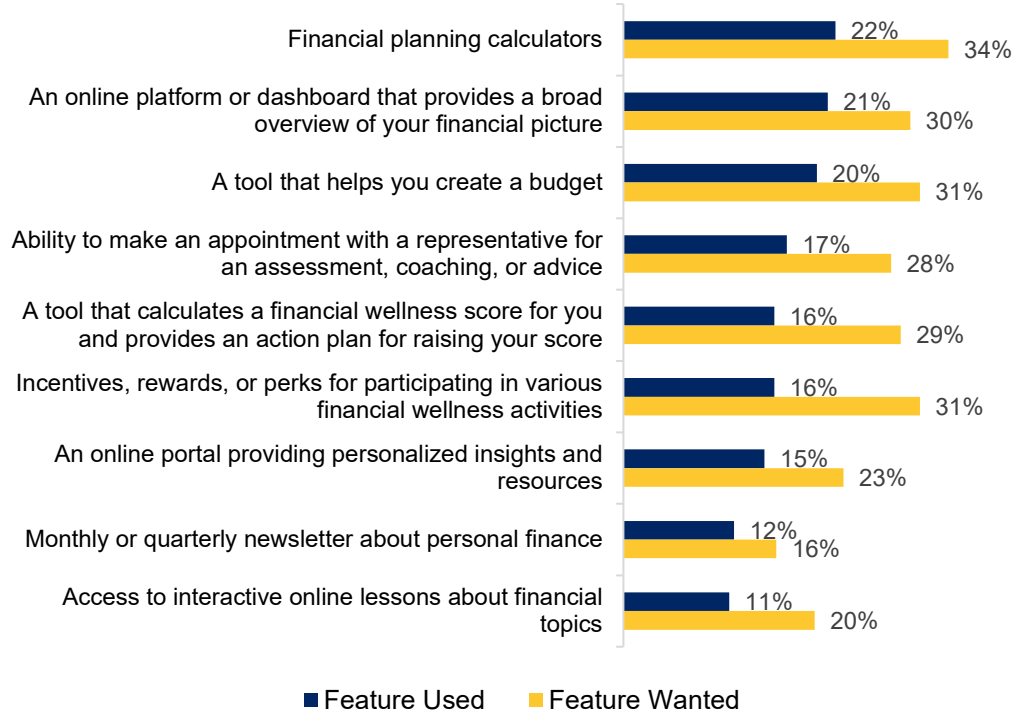 Financial planning calculators
22%
34%
An online platform or dashboard that provides a broad
overview of your financial picture
21%
30%
A tool that helps you create a budget
20%
31%
Ability to make an appointment with a representative for
an assessment, coaching, or advice
17%
28%
A tool that calculates a financial wellness score for you
and provides an action plan for raising your score
16%
29%
Incentives, rewards, or perks for participating in various
financial wellness activities
16%
31%
An online portal providing personalized insights and
resources
15%
23%
Monthly or quarterly newsletter about personal finance
12%
16%
Access to interactive online lessons about financial
topics
11%
20%
Feature Used
Feature Wanted